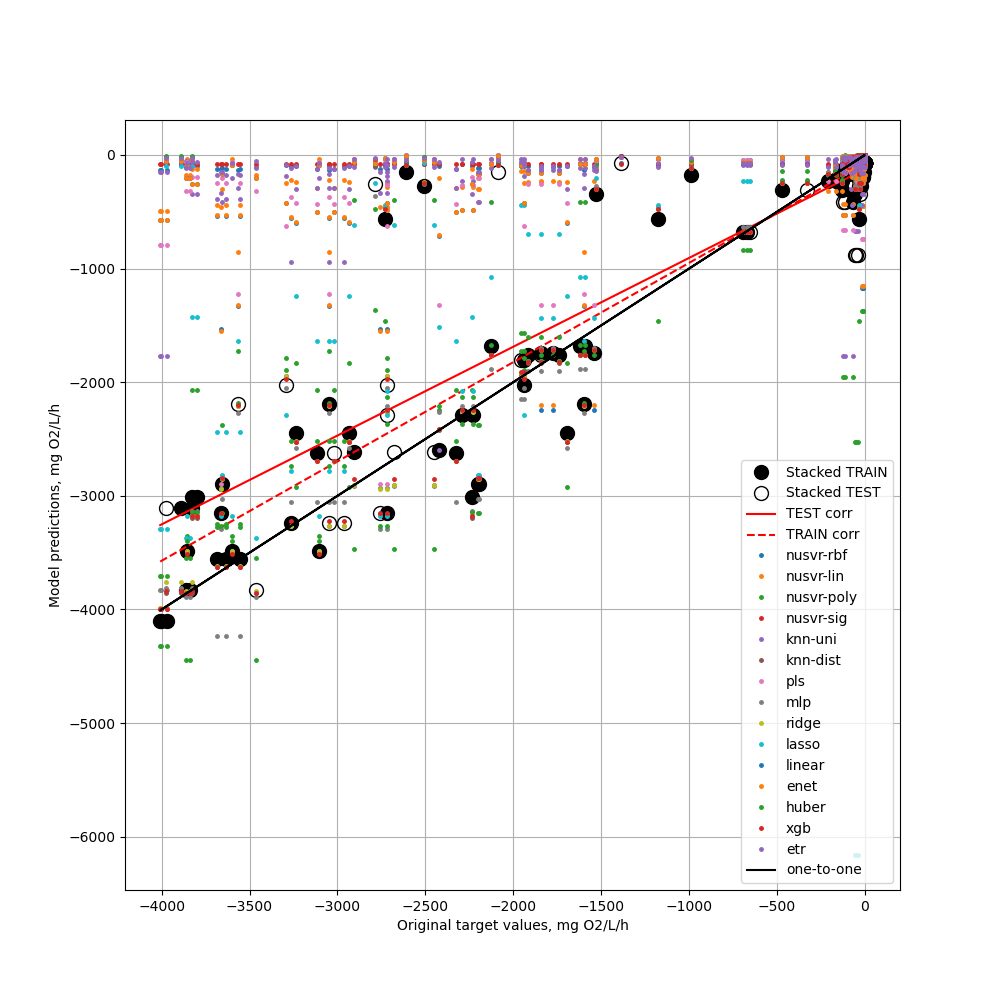 0
−1000
−2000
−3000
−4000
−5000
−6000
Model predictions, mg O2/L/h
Stacked TRAIN
Stacked TEST
TEST corr
TRAIN corr
nusvr-rbf
nusvr-lin
nusvr-poly
nusvr-sig
knn-uni
knn-dist
pls
mlp
ridge
lasso
linear
enet
huber
xgb
etr
one-to-one
−4000 −3500 −3000 −2500 −2000 −1500 −1000 −500 0
Original target values, mg O2/L/h